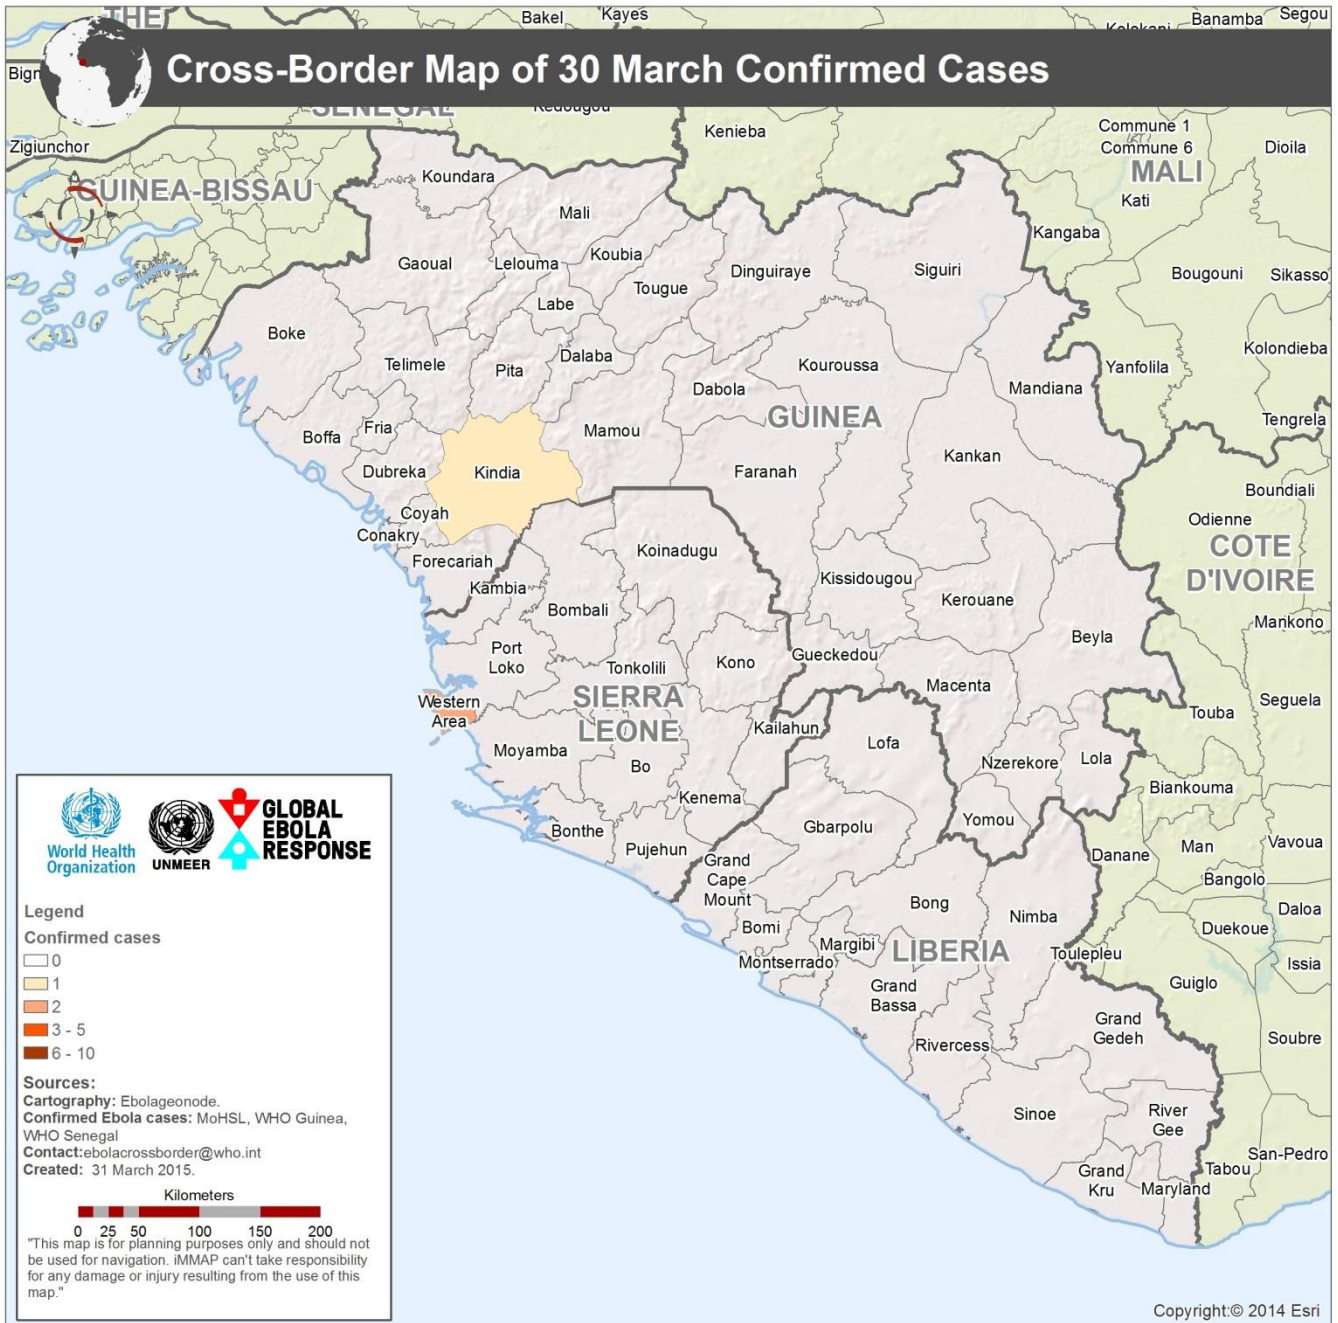 THE
Bakel
Kayes
Kolokani
Banamba
Segou
Bign
Cross-Border Map of 30 March Confirmed Cases
SENEGAL
Kedougou
Kenieba
Commune 1
Commune 6
Dioila
Zigiunchor
MALI
GUINEA-BISSAU
Koundara
Kati
Mali
Kangaba
Gaoual
Lelouma
Koubia
Dinguiraye
Siguiri
Bougouni
Sikasso
Tougue
Labe
Boke
Telimele
Pita
Dalaba
Kouroussa
Yanfolila
Kolondieba
Dabola
Mandiana
GUINEA
Tengrela
Boffa
Fria
Mamou
Kankan
Dubreka
Kindia
Faranah
Boundiali
Coyah
Odienne
Conakry
COTE
D'IVOIRE
Forecariah
Koinadugu
Kambia
Kissidougou
Kerouane
Bombali
Mankono
Beyla
Port
Loko
Tonkolili
Kono
Gueckedou
Macenta
Western
Area
SIERRA
LEONE
Seguela
Touba
Kailahun
Lofa
Moyamba
Bo
Nzerekore
Lola
Biankouma
Kenema
Bonthe
Gbarpolu
Yomou
Pujehun
Grand
Cape
Mount
Danane
Man
Vavoua
Bangolo
Bong
Nimba
Daloa
Bomi
Duekoue
Margibi
LIBERIA
Toulepleu
Montserrado
Issia
Grand
Bassa
Guiglo
Grand
Gedeh
Rivercess
Soubre
Sinoe
River
Gee
San-Pedro
Tabou
Grand
Kru
Maryland
World Health
Organization
UNMEER
GLOBAL
EBOLA
RESPONSE
Legend
Confirmed cases
0
1
2
3 - 5
6 - 10
Sources:
Cartography: Ebolageonode.
Confirmed Ebola cases: MoHSL, WHO Guinea,
WHO Senegal
Contact:ebolacrossborder@who.int
Created: 31 March 2015.
Kilometers
0 25 50 100 150 200
"This map is for planning purposes only and should not
be used for navigation. iMMAP can't take responsibility
for any damage or injury resulting from the use of this
map."
Copyright:© 2014 Esri